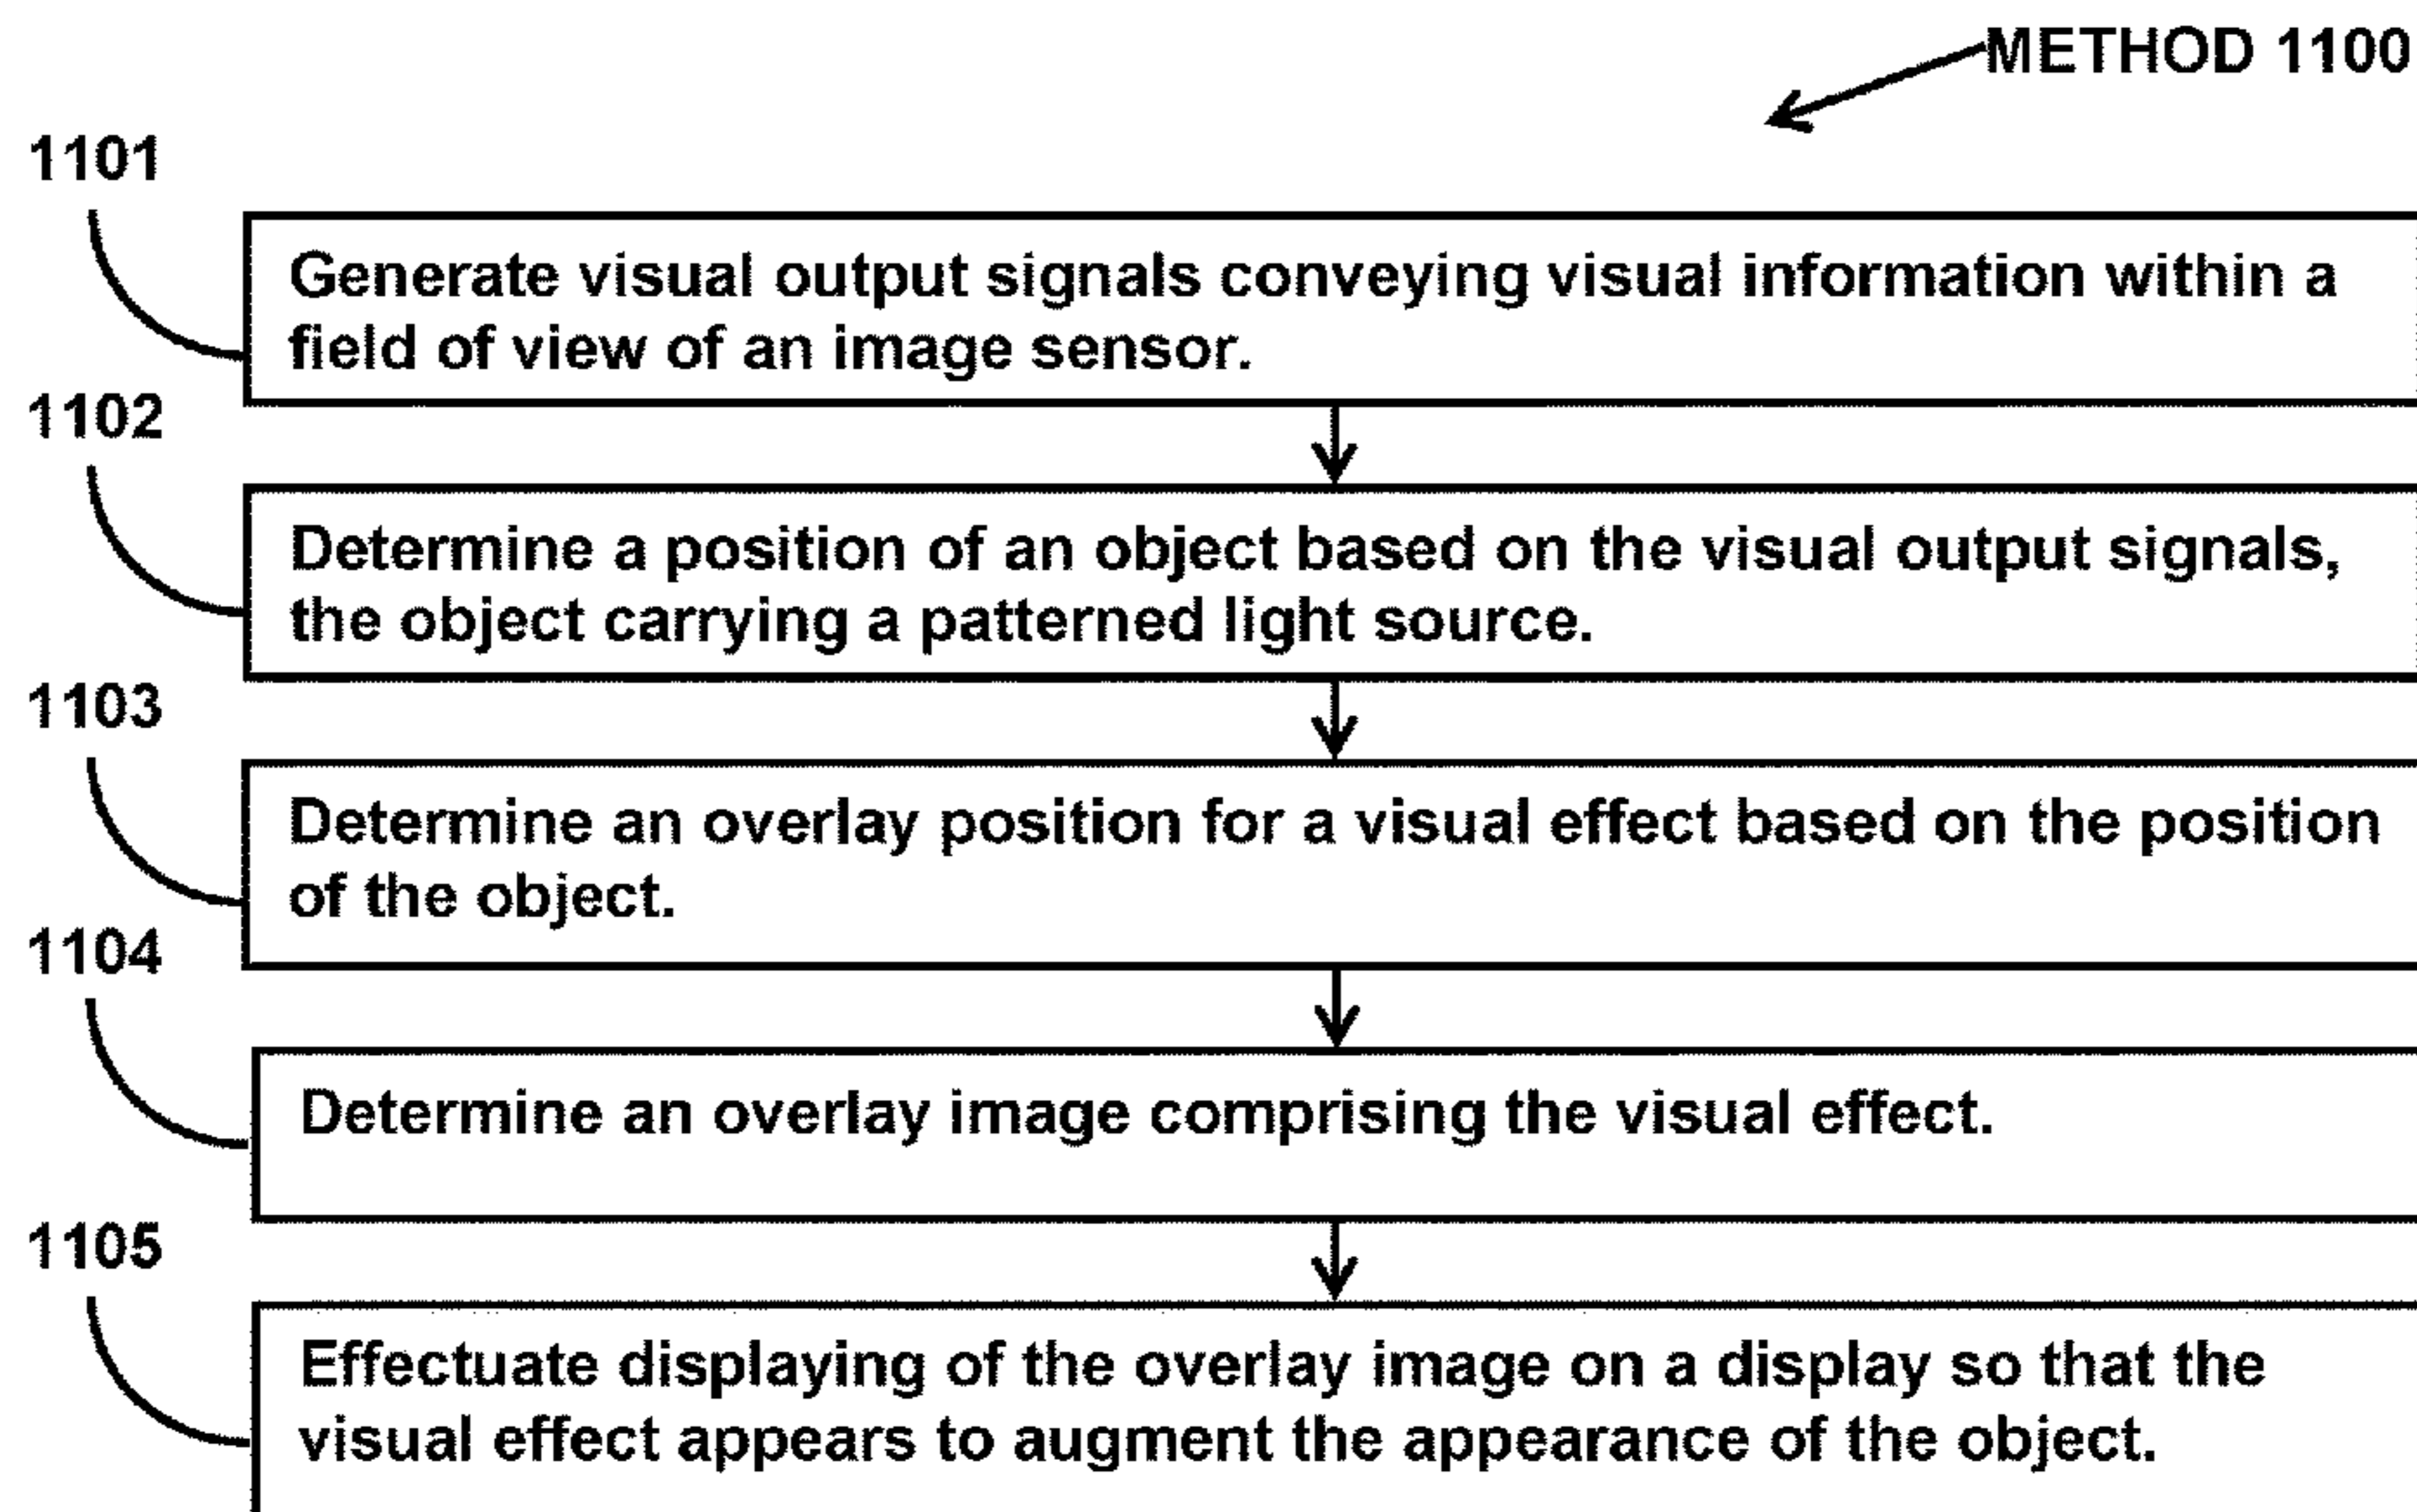 METHOD 1100
1101
Generate visual output signals conveying visual information within a
field of view of an image sensor.
1102
Determine a position of an object based on the visual output signals,
the object carrying a patterned light source.
1103
Determine an overlay position for a visual effect based on the position
of the object.
1104
Determine an overlay image comprising the visual effect.
1105
Effectuate displaying of the overlay image on a display so that the
visual effect appears to augment the appearance of the object.